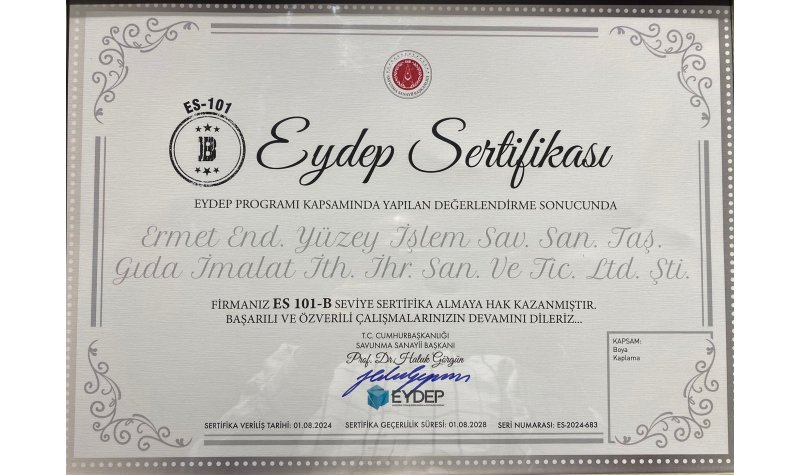 ES-101
B
Eydep Sertifikası
EYDEP PROGRAMI KAPSAMINDA YAPILAN DEĞERLENDİRME SONUCUNDA
Ermet End. Yüzey İşlem Sav. San. Taş.
Gıda İmalat İth. İhr. San. Ve Tic. Ltd. Şti.
FİRMANIZ ES 101-B SEVİYE SERTİFİKA ALMAYA HAK KAZANMIŞTIR.
BAŞARILI VE ÖZVERİLİ ÇALIŞMALARINIZIN DEVAMINI DİLERİZ...
T.C. CUMHURBAŞKANLIĞI
SAVUNMA SANAYİİ BAŞKANI
Prof. Dr. Haluk Görgün
EYDEP
KAPSAM:
Boya
Kaplama
SERTİFİKA VERİLİŞ TARİHİ: 01.08.2024 SERTİFİKA GEÇERLİLİK SÜRESİ: 01.08.2028 SERİ NUMARASI: ES-2024-683